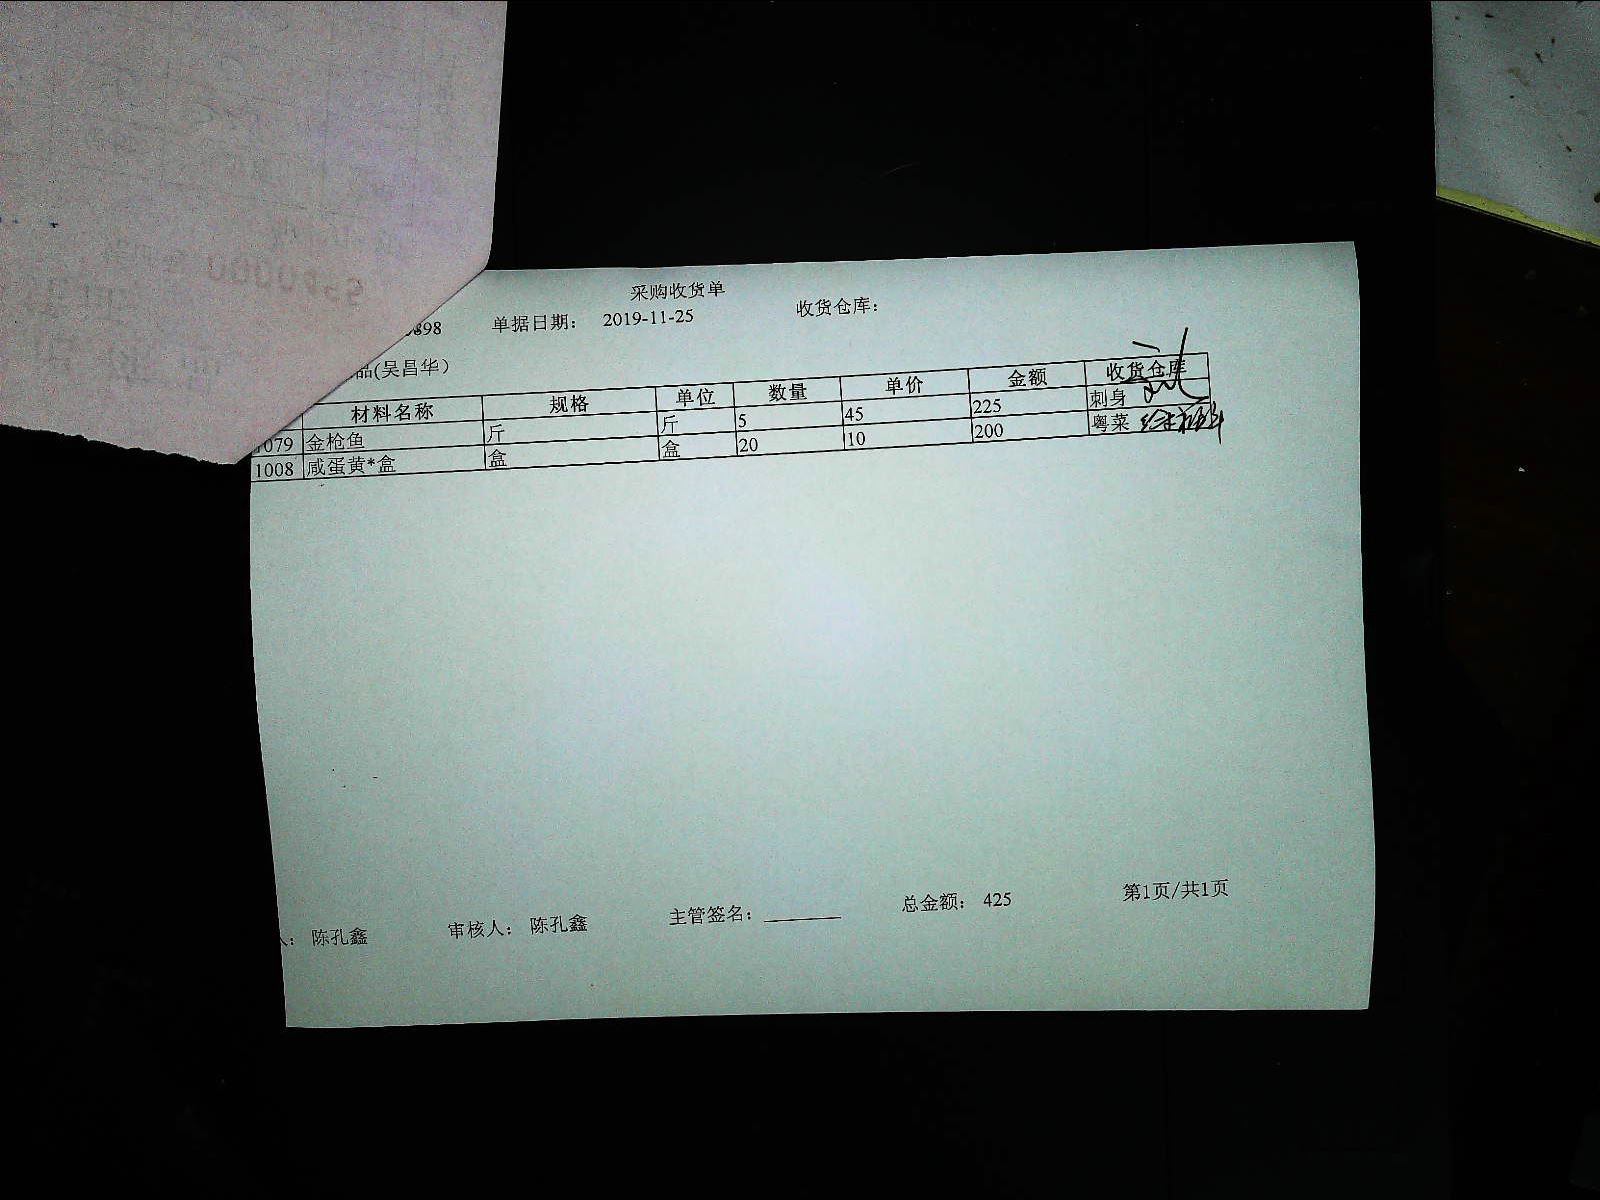 采购收货单
898 单据日期： 2019-11-25 收货仓库：
品(吴昌华)
材料名称 规格 单位 数量 单价 金额 收货仓库
079 金枪鱼 斤 斤 5 45 225 刺身
1008 咸蛋黄*盒 盒 盒 20 10 200 粤菜
人： 陈孔鑫 审核人： 陈孔鑫 主管签名： 总金额： 425 第1页/共1页